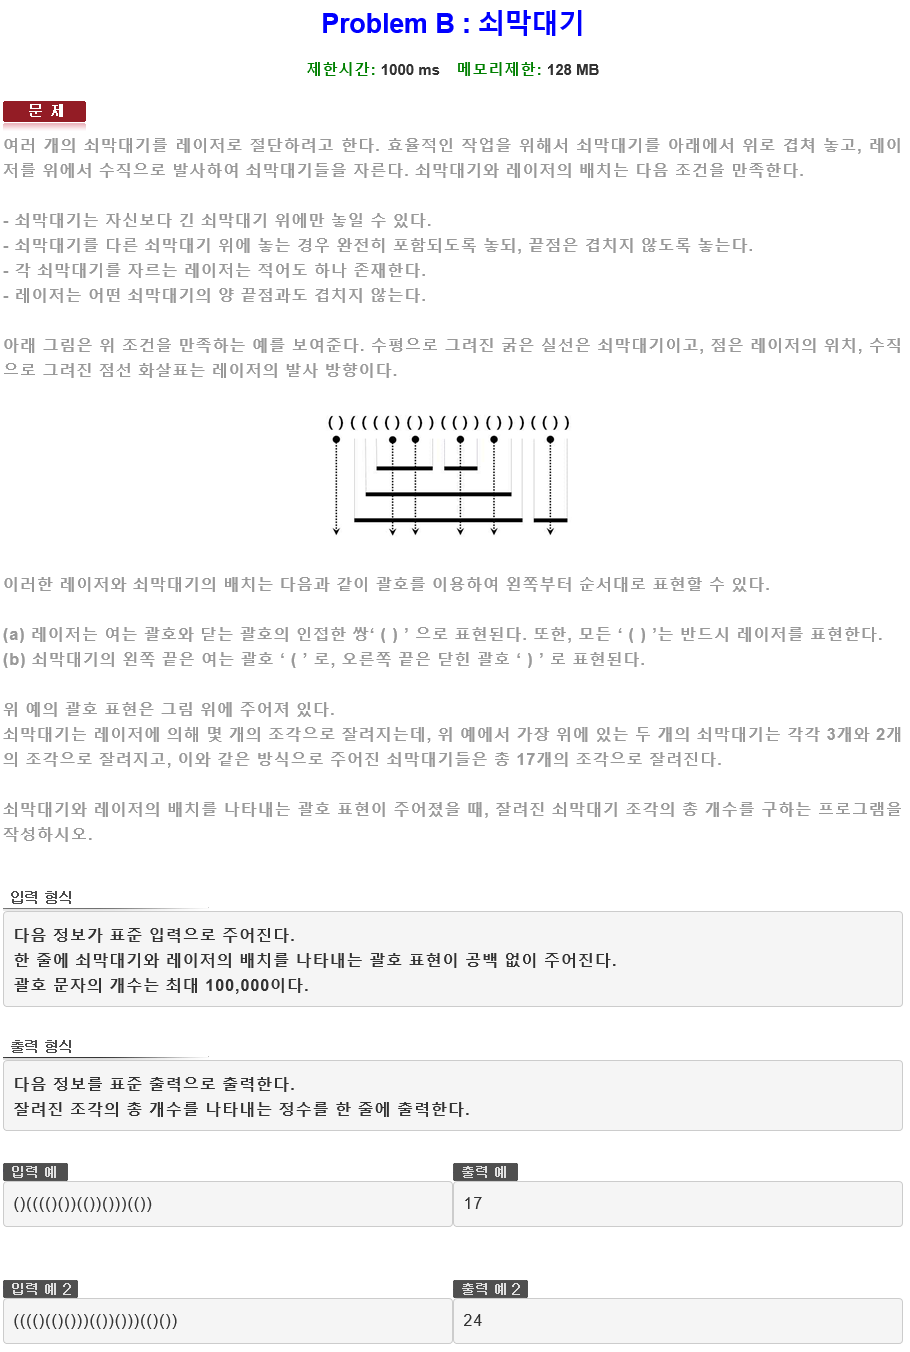 Problem B : 쇠막대기
제한시간: 1000 ms 메모리제한: 128 MB
문 제
여러 개의 쇠막대기를 레이저로 절단하려고 한다. 효율적인 작업을 위해서 쇠막대기를 아래에서 위로 겹쳐 놓고, 레이
저를 위에서 수직으로 발사하여 쇠막대기들을 자른다. 쇠막대기와 레이저의 배치는 다음 조건을 만족한다.
- 쇠막대기는 자신보다 긴 쇠막대기 위에만 놓일 수 있다.
- 쇠막대기를 다른 쇠막대기 위에 놓는 경우 완전히 포함되도록 놓되, 끝점은 겹치지 않도록 놓는다.
- 각 쇠막대기를 자르는 레이저는 적어도 하나 존재한다.
- 레이저는 어떤 쇠막대기의 양 끝점과도 겹치지 않는다.
아래 그림은 위 조건을 만족하는 예를 보여준다. 수평으로 그려진 굵은 실선은 쇠막대기이고, 점은 레이저의 위치, 수직
으로 그려진 점선 화살표는 레이저의 발사 방향이다.
( ) ( ( ( ( ) ( ) ) ( ( ) ) ( ) ) ) ( ( ) )
이러한 레이저와 쇠막대기의 배치는 다음과 같이 괄호를 이용하여 왼쪽부터 순서대로 표현할 수 있다.
(a) 레이저는 여는 괄호와 닫는 괄호의 인접한 쌍‘ ( ) ’ 으로 표현된다. 또한, 모든 ‘ ( ) ’는 반드시 레이저를 표현한다.
(b) 쇠막대기의 왼쪽 끝은 여는 괄호 ‘ ( ’ 로, 오른쪽 끝은 닫힌 괄호 ‘ ) ’ 로 표현된다.
위 예의 괄호 표현은 그림 위에 주어져 있다.
쇠막대기는 레이저에 의해 몇 개의 조각으로 잘려지는데, 위 예에서 가장 위에 있는 두 개의 쇠막대기는 각각 3개와 2개
의 조각으로 잘려지고, 이와 같은 방식으로 주어진 쇠막대기들은 총 17개의 조각으로 잘려진다.
쇠막대기와 레이저의 배치를 나타내는 괄호 표현이 주어졌을 때, 잘려진 쇠막대기 조각의 총 개수를 구하는 프로그램을
작성하시오.
입력 형식
다음 정보가 표준 입력으로 주어진다.
한 줄에 쇠막대기와 레이저의 배치를 나타내는 괄호 표현이 공백 없이 주어진다.
괄호 문자의 개수는 최대 100,000이다.
출력 형식
다음 정보를 표준 출력으로 출력한다.
잘려진 조각의 총 개수를 나타내는 정수를 한 줄에 출력한다.
입력 예 출력 예
()(((()())(())()))(()) 17
입력 예 2 출력 예 2
(((()(()()))(())()))(()()) 24